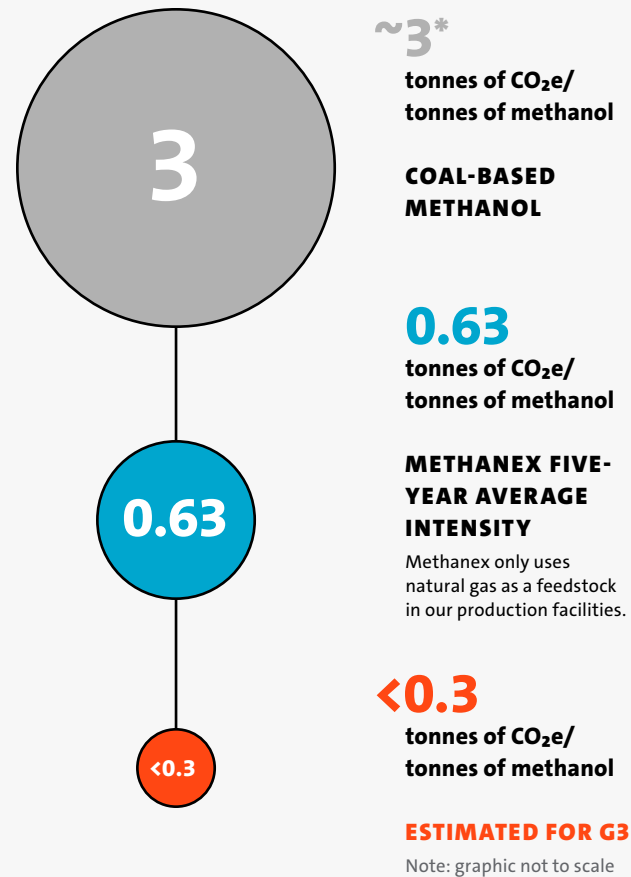 3
~3*
tonnes of CO₂e/
tonnes of methanol
COAL-BASED
METHANOL
0.63
0.63
tonnes of CO₂e/
tonnes of methanol
METHANEX FIVE-
YEAR AVERAGE
INTENSITY
Methanex only uses
natural gas as a feedstock
in our production facilities.
<0.3
<0.3
tonnes of CO₂e/
tonnes of methanol
ESTIMATED FOR G3
Note: graphic not to scale